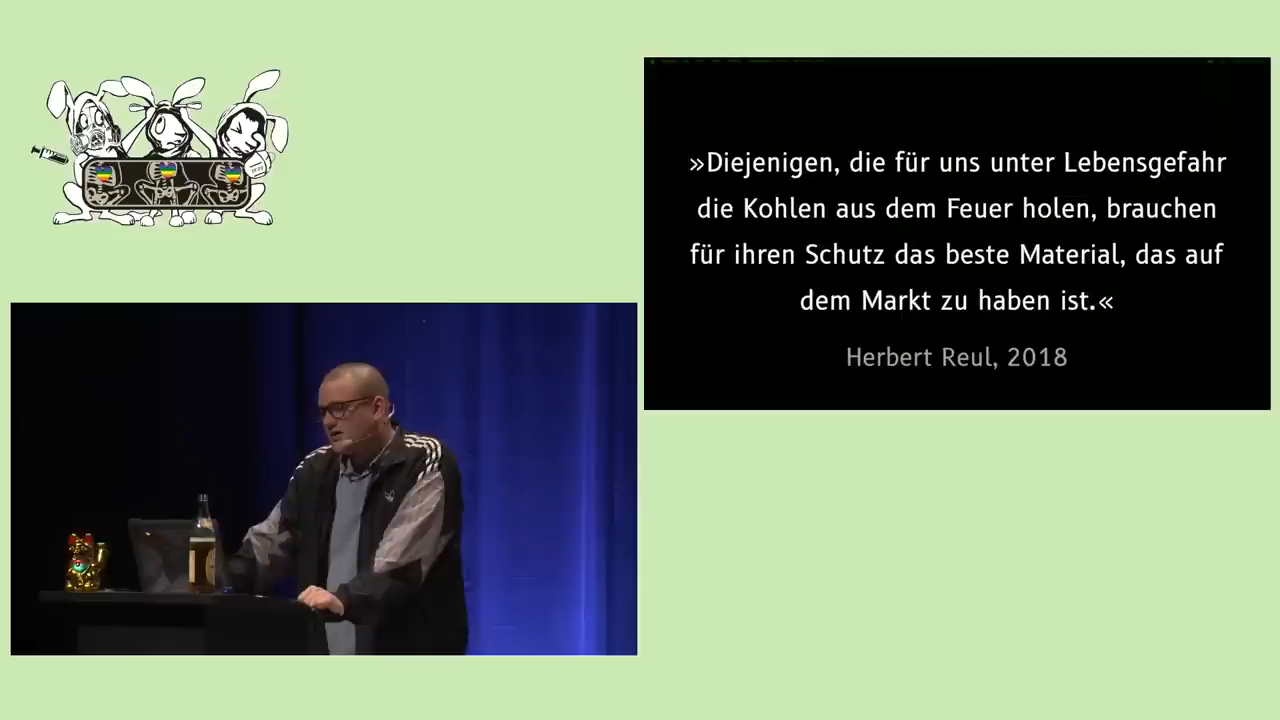 »Diejenigen, die für uns unter Lebensgefahr
die Kohlen aus dem Feuer holen, brauchen
für ihren Schutz das beste Material, das auf
dem Markt zu haben ist.«
Herbert Reul, 2018